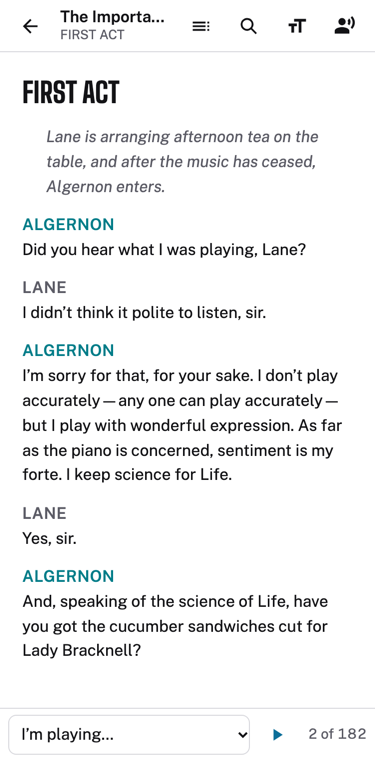 The Importa...
FIRST ACT
TT
FIRST ACT
Lane is arranging afternoon tea on the
table, and after the music has ceased,
Algernon enters.
ALGERNON
Did you hear what I was playing, Lane?
LANE
I didn’t think it polite to listen, sir.
ALGERNON
I’m sorry for that, for your sake. I don’t play
accurately — any one can play accurately —
but I play with wonderful expression. As far
as the piano is concerned, sentiment is my
forte. I keep science for Life.
LANE
Yes, sir.
ALGERNON
And, speaking of the science of Life, have
you got the cucumber sandwiches cut for
Lady Bracknell?
I’m playing...
2 of 182